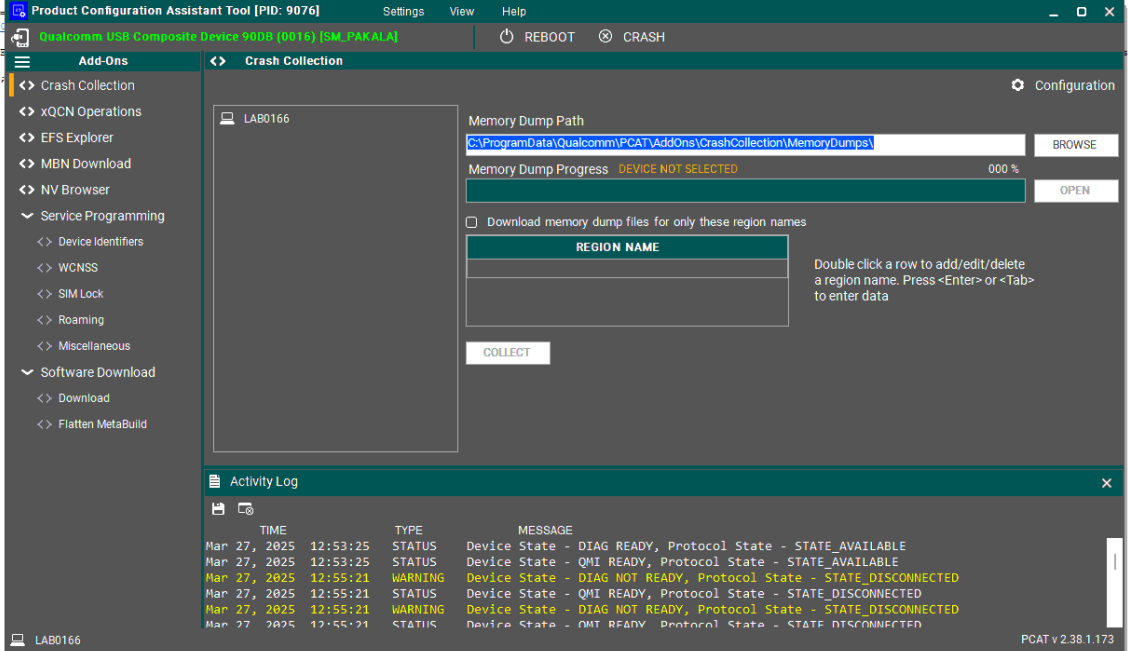 Product Configuration Assistant Tool [PID: 9076] Settings View Help
Qualcomm USB Composite Device 90DB (0016) [SM_PAKALA] REBOOT CRASH
Add-Ons
Crash Collection
xQCN Operations
EFS Explorer
MBN Download
NV Browser
Service Programming
Device Identifiers
WCNSS
SIM Lock
Roaming
Miscellaneous
Software Download
Download
Flatten MetaBuild
Crash Collection
Configuration
LAB0166
Memory Dump Path
C:\ProgramData\Qualcomm\PCAT\AddOns\CrashCollection\MemoryDumps\ BROWSE
Memory Dump Progress DEVICE NOT SELECTED 000 %
OPEN
Download memory dump files for only these region names
REGION NAME
Double click a row to add/edit/delete
a region name. Press <Enter> or <Tab>
to enter data
COLLECT
Activity Log
TIME TYPE MESSAGE
Mar 27, 2025 12:53:25 STATUS Device State - DIAG READY, Protocol State - STATE_AVAILABLE
Mar 27, 2025 12:53:25 STATUS Device State - QMI READY, Protocol State - STATE_AVAILABLE
Mar 27, 2025 12:55:21 WARNING Device State - DIAG NOT READY, Protocol State - STATE_DISCONNECTED
Mar 27, 2025 12:55:21 STATUS Device State - QMI READY, Protocol State - STATE_DISCONNECTED
Mar 27, 2025 12:55:21 WARNING Device State - DIAG NOT READY, Protocol State - STATE_DISCONNECTED
Mar 27, 2025 12:55:21 STATUS Device State - QMI READY, Protocol State - STATE DISCONNECTED
LAB0166 PCAT v 2.38.1.173